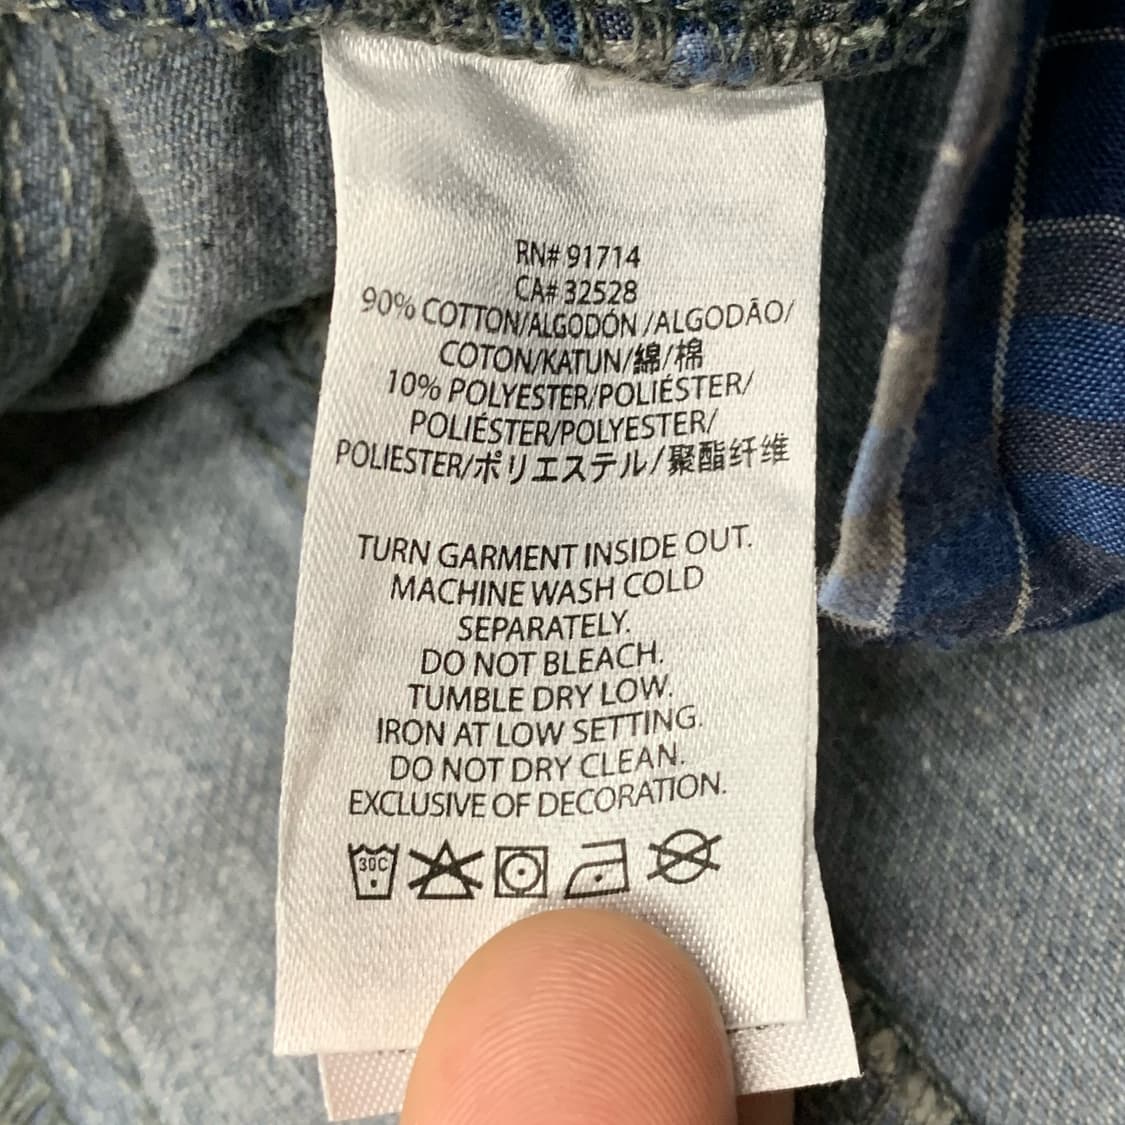 RN# 91714
CA# 32528
90% COTTON/ALGODÓN /ALGODÃO/
COTON/KATUN/綿/棉
10% POLYESTER/POLIÉSTER/
POLIÉSTER/POLYESTER/
POLIESTER/ポリエステル/聚酯纤维
TURN GARMENT INSIDE OUT.
MACHINE WASH COLD
SEPARATELY.
DO NOT BLEACH.
TUMBLE DRY LOW.
IRON AT LOW SETTING.
DO NOT DRY CLEAN.
EXCLUSIVE OF DECORATION.
30C